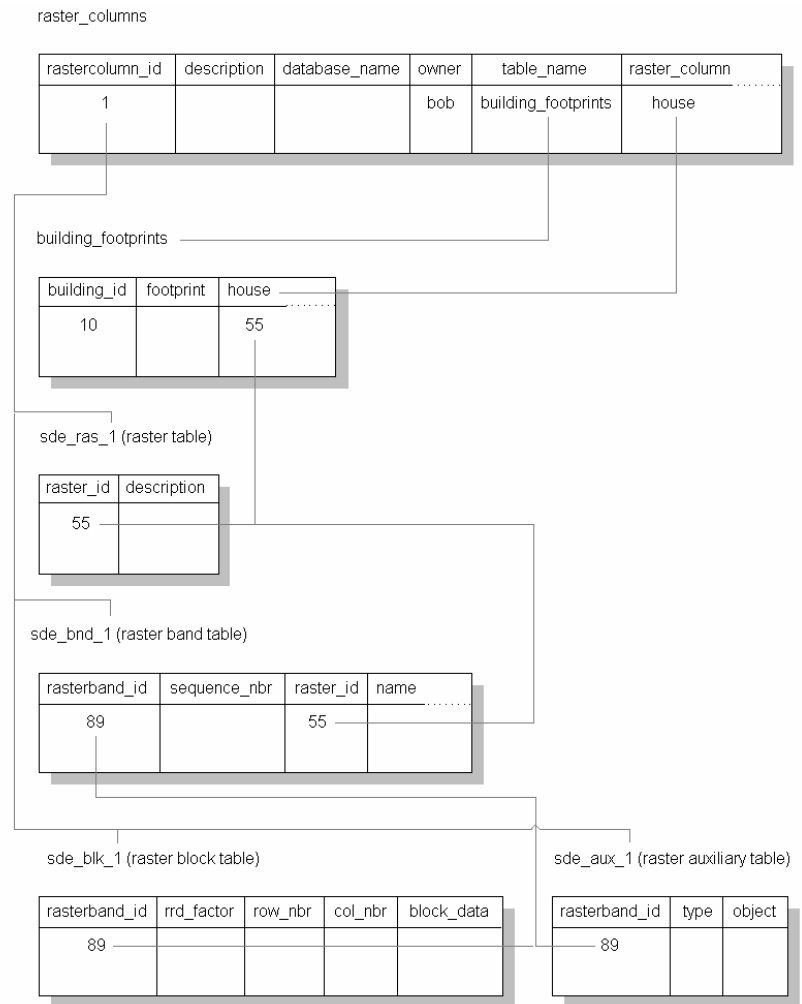 raster_columns
rastercolumn_id description database_name owner table_name raster_column
1 bob building_footprints house
building_footprints
building_id footprint house
10 55
sde_ras_1 (raster table)
raster_id description
55
sde_bnd_1 (raster band table)
rasterband_id sequence_nbr raster_id name
89 55
sde_blk_1 (raster block table) sde_aux_1 (raster auxiliary table)
rasterband_id rrd_factor row_nbr col_nbr block_data rasterband_id type object
89 89